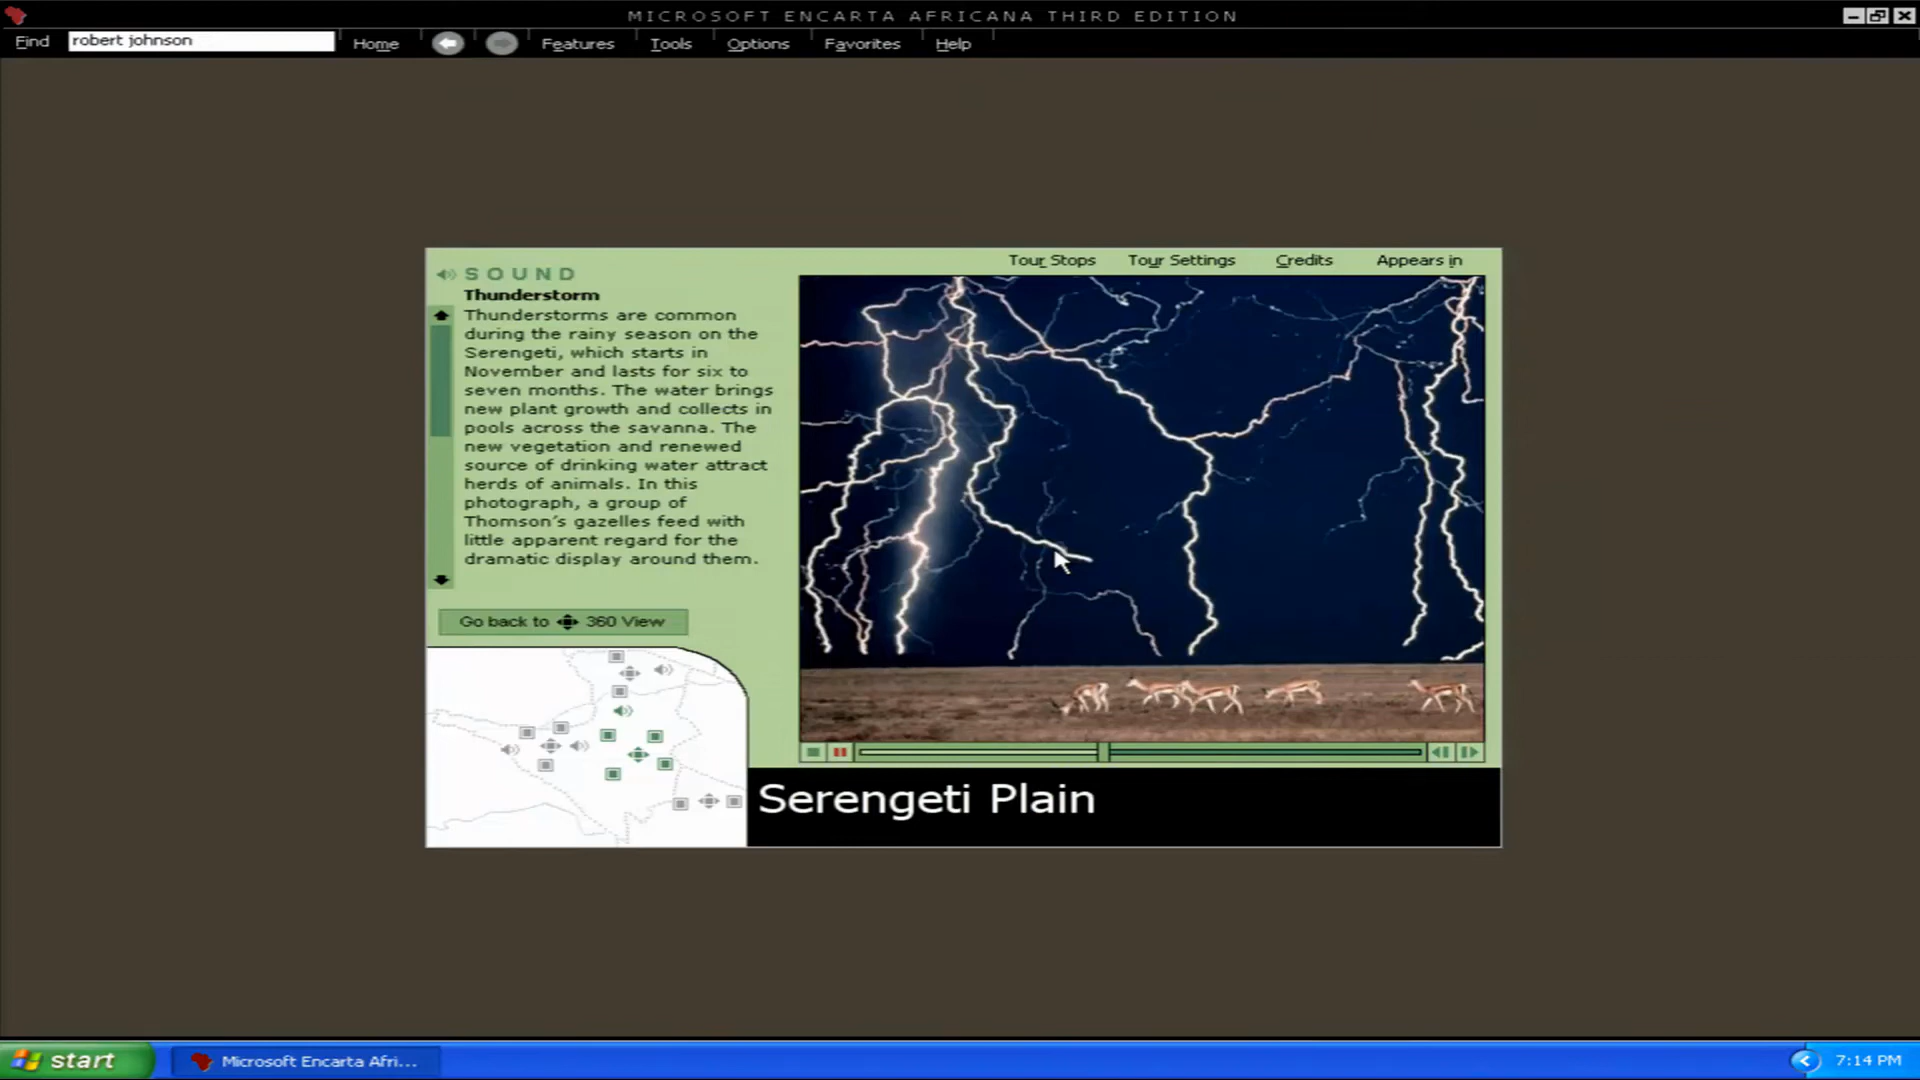 MICROSOFT ENCARTA AFRICANA THIRD EDITION
Find robert johnson Home Features Tools Options Favorites Help
Tour Stops Tour Settings Credits Appears in
SOUND
Thunderstorm
Thunderstorms are common
during the rainy season on the
Serengeti, which starts in
November and lasts for six to
seven months. The water brings
new plant growth and collects in
pools across the savanna. The
new vegetation and renewed
source of drinking water attract
herds of animals. In this
photograph, a group of
Thomson's gazelles feed with
little apparent regard for the
dramatic display around them.
Go back to 360 View
Serengeti Plain
start Microsoft Encarta Afri... 7:14 PM